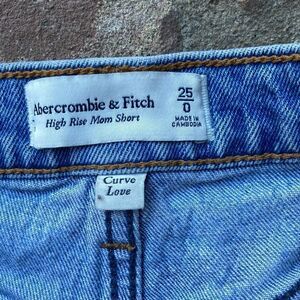 Abercrombie & Fitch
High Rise Mom Short
25
0
MADE IN
CAMBODIA
Curve
Love